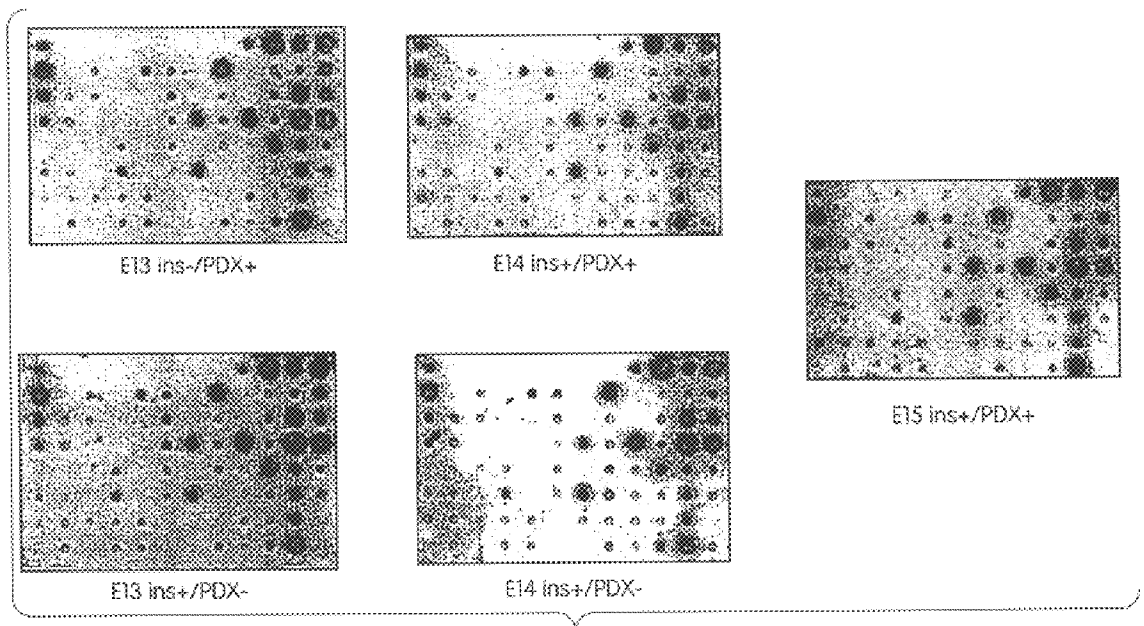 E13 ins-/PDX+
E14 ins+/PDX+
E15 ins+/PDX+
E13 ins+/PDX-
E14 ins+/PDX-